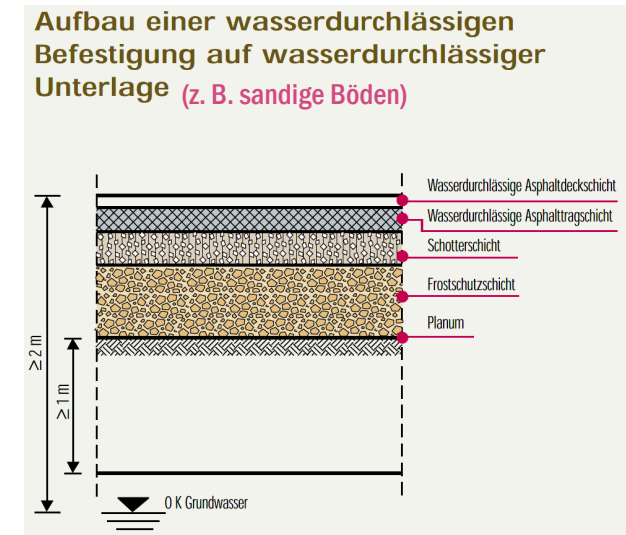 Aufbau einer wasserdurchlässigen
Befestigung auf wasserdurchlässiger
Unterlage (z. B. sandige Böden)
Wasserdurchlässige Asphaltdeckschicht
Wasserdurchlässige Asphalttragschicht
Schotterschicht
Frostschutzschicht
Planum
≥ 2 m
≥ 1 m
O K Grundwasser